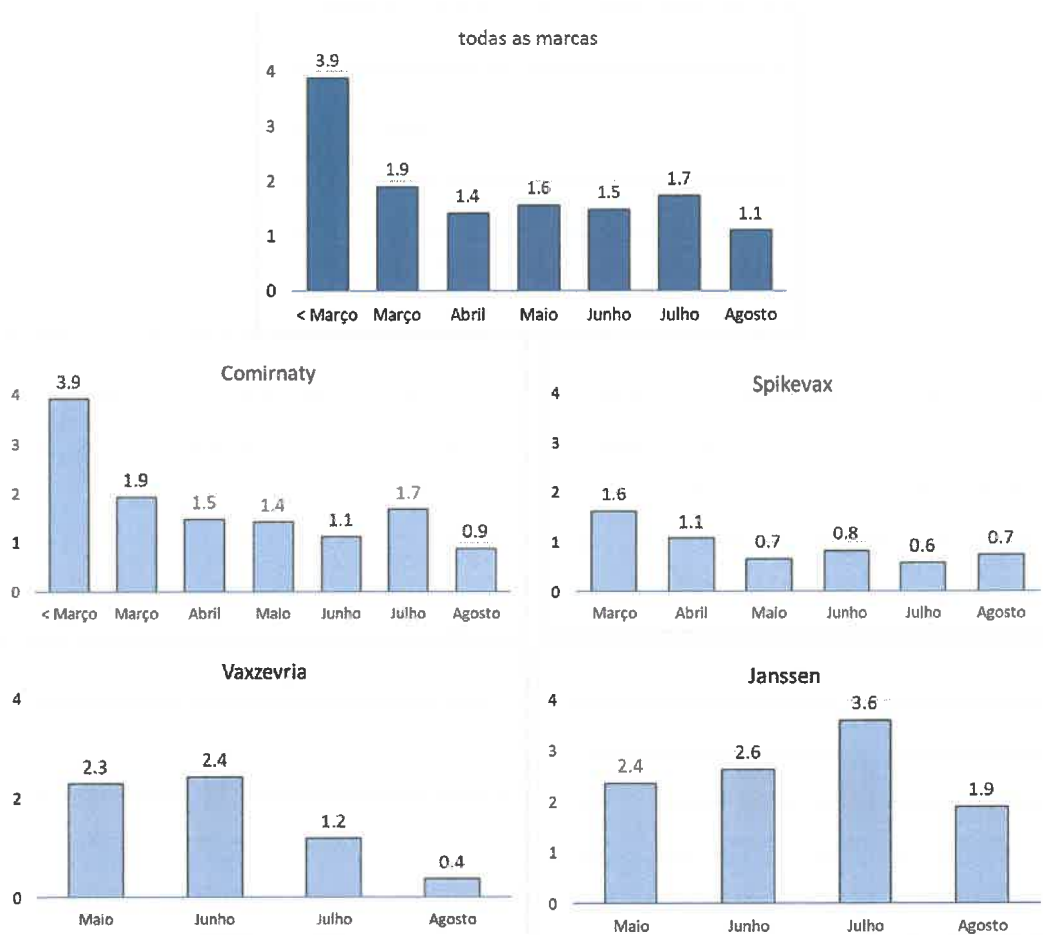 todas as marcas
4
3
2
1
0
3.9 1.9 1.4 1.6 1.5 1.7 1.1
< Março Março Abril Maio Junho Julho Agosto
Comirnaty
4
3
2
1
0
3.9 1.9 1.5 1.4 1.1 1.7 0.9
< Março Março Abril Maio Junho Julho Agosto
Spikevax
4
3
2
1
0
1.6 1.1 0.7 0.8 0.6 0.7
Março Abril Maio Junho Julho Agosto
Vaxzevria
4
2
0
2.3 2.4 1.2 0.4
Maio Junho Julho Agosto
Janssen
4
3
2
1
0
2.4 2.6 3.6 1.9
Maio Junho Julho Agosto